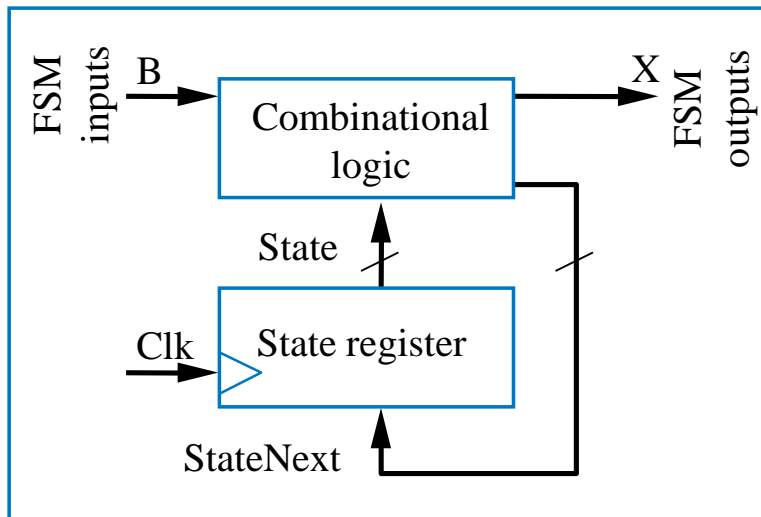 FSM
inputs
B
Combinational
logic
X
FSM
outputs
State
Clk
State register
StateNext